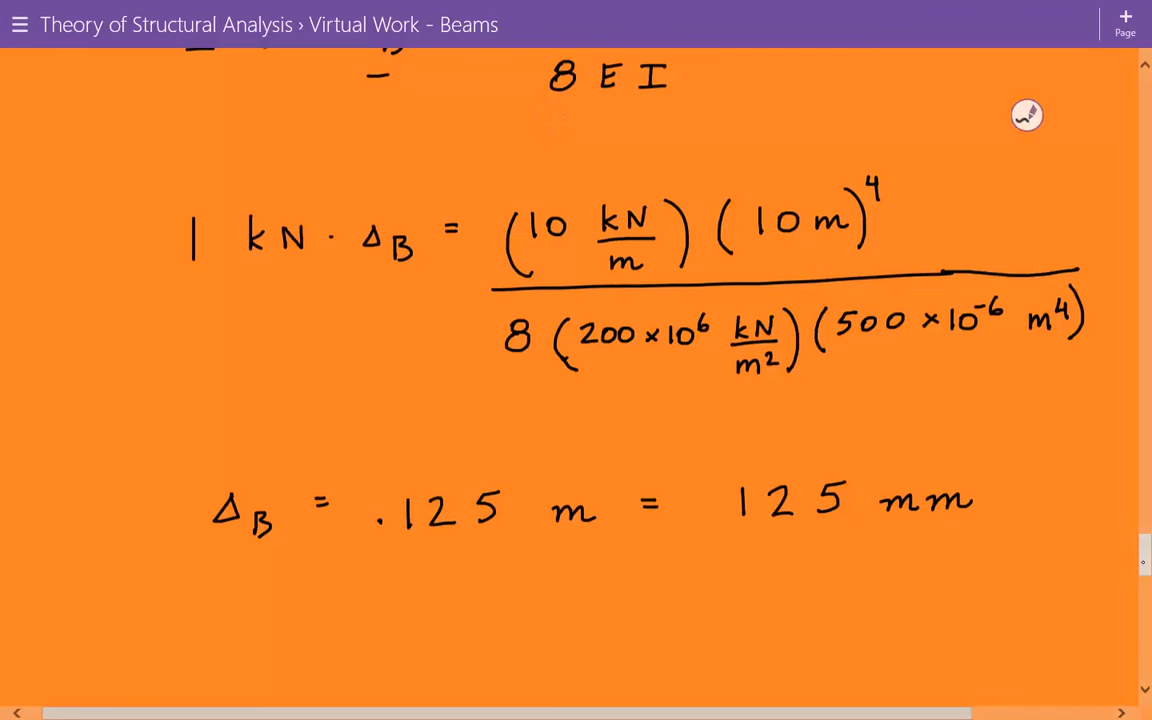 Theory of Structural Analysis › Virtual Work - Beams
+
Page
8 E I
1 kN · Δ_B = (10 kN/m) (10 m)^4
8 (200 × 10^6 kN/m^2) (500 × 10^-6 m^4)
Δ_B = .125 m = 125 mm